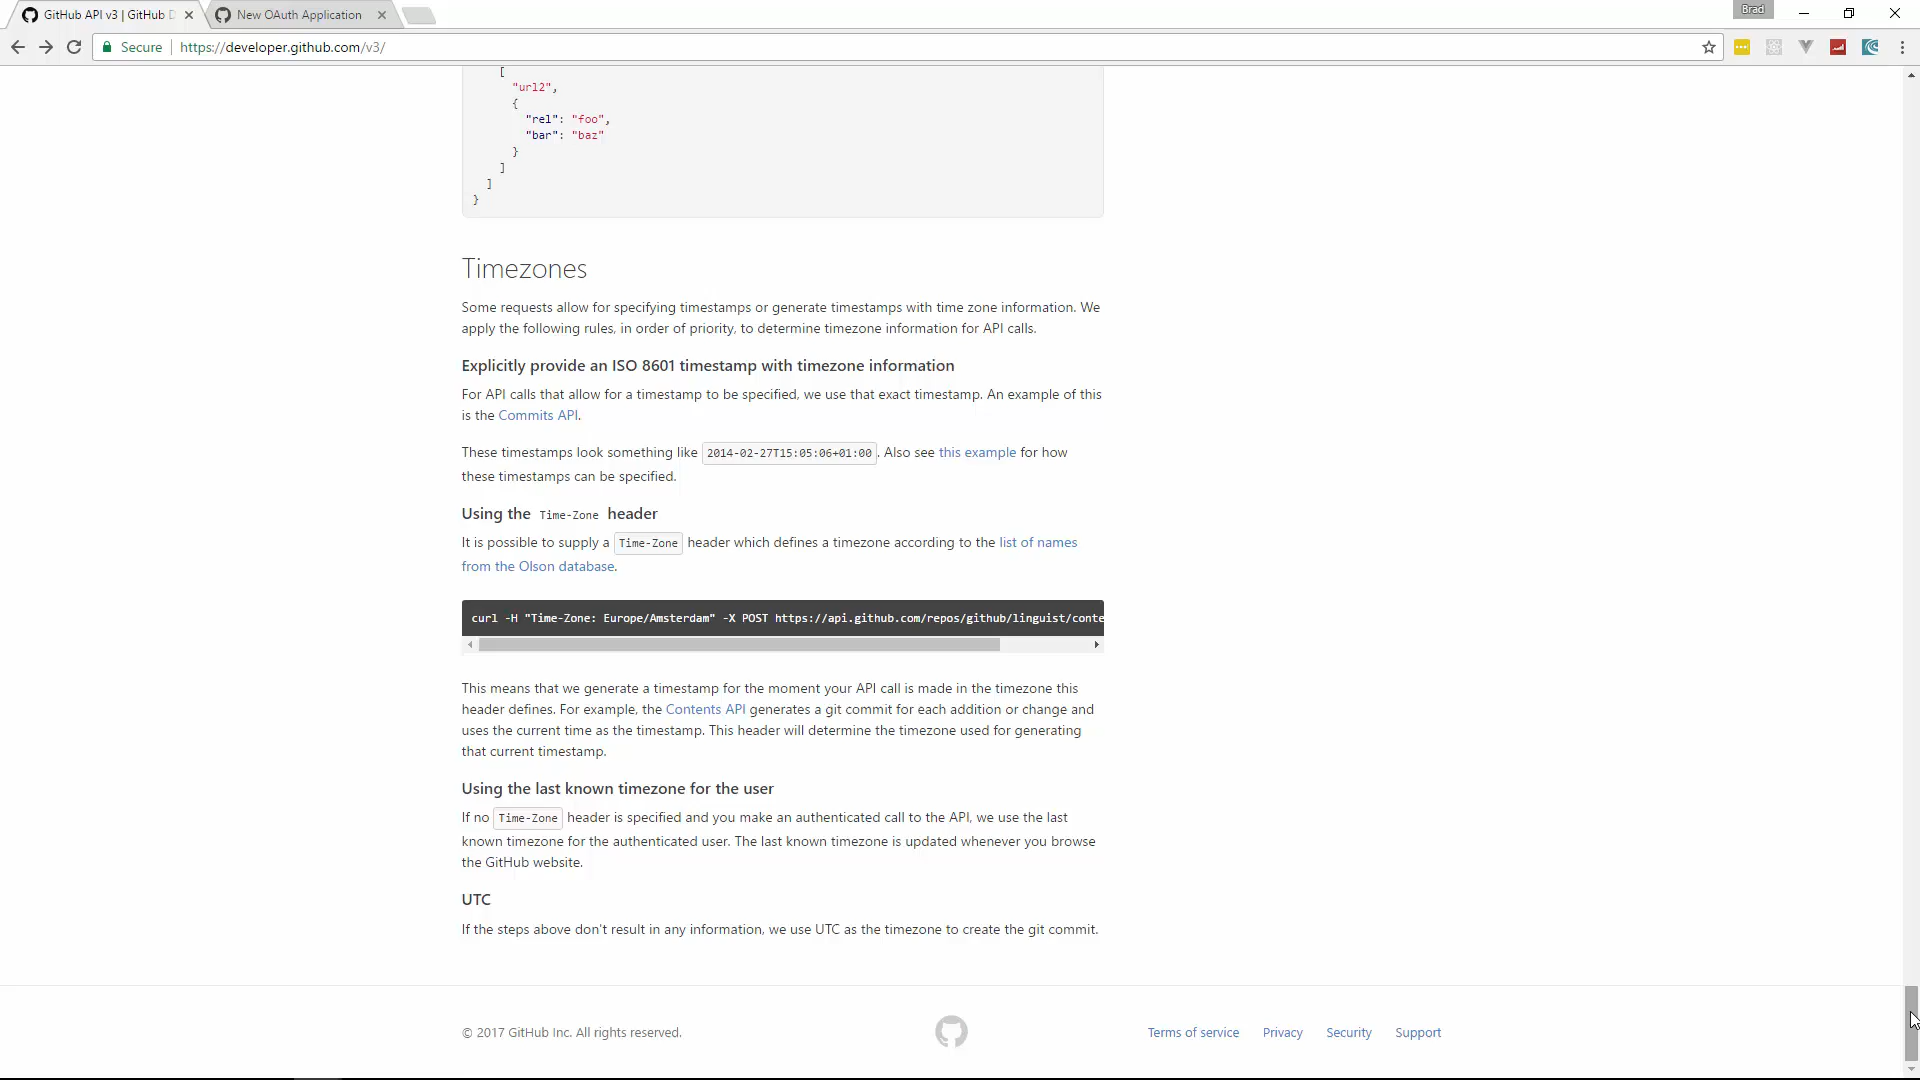 GitHub API v3 | GitHub D
New OAuth Application
Brad
Secure
https://developer.github.com/v3/
[
"url2",
{
"rel": "foo",
"bar": "baz"
}
]
]
}
Timezones
Some requests allow for specifying timestamps or generate timestamps with time zone information. We
apply the following rules, in order of priority, to determine timezone information for API calls.
Explicitly provide an ISO 8601 timestamp with timezone information
For API calls that allow for a timestamp to be specified, we use that exact timestamp. An example of this
is the Commits API.
These timestamps look something like 2014-02-27T15:05:06+01:00. Also see this example for how
these timestamps can be specified.
Using the Time-Zone header
It is possible to supply a Time-Zone header which defines a timezone according to the list of names
from the Olson database.
curl -H "Time-Zone: Europe/Amsterdam" -X POST https://api.github.com/repos/github/linguist/conte
This means that we generate a timestamp for the moment your API call is made in the timezone this
header defines. For example, the Contents API generates a git commit for each addition or change and
uses the current time as the timestamp. This header will determine the timezone used for generating
that current timestamp.
Using the last known timezone for the user
If no Time-Zone header is specified and you make an authenticated call to the API, we use the last
known timezone for the authenticated user. The last known timezone is updated whenever you browse
the GitHub website.
UTC
If the steps above don't result in any information, we use UTC as the timezone to create the git commit.
© 2017 GitHub Inc. All rights reserved.
Terms of service
Privacy
Security
Support